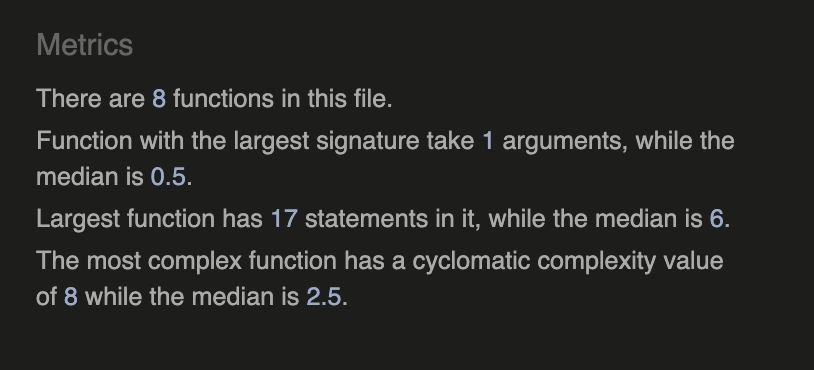 Metrics
There are 8 functions in this file.
Function with the largest signature take 1 arguments, while the
median is 0.5.
Largest function has 17 statements in it, while the median is 6.
The most complex function has a cyclomatic complexity value
of 8 while the median is 2.5.